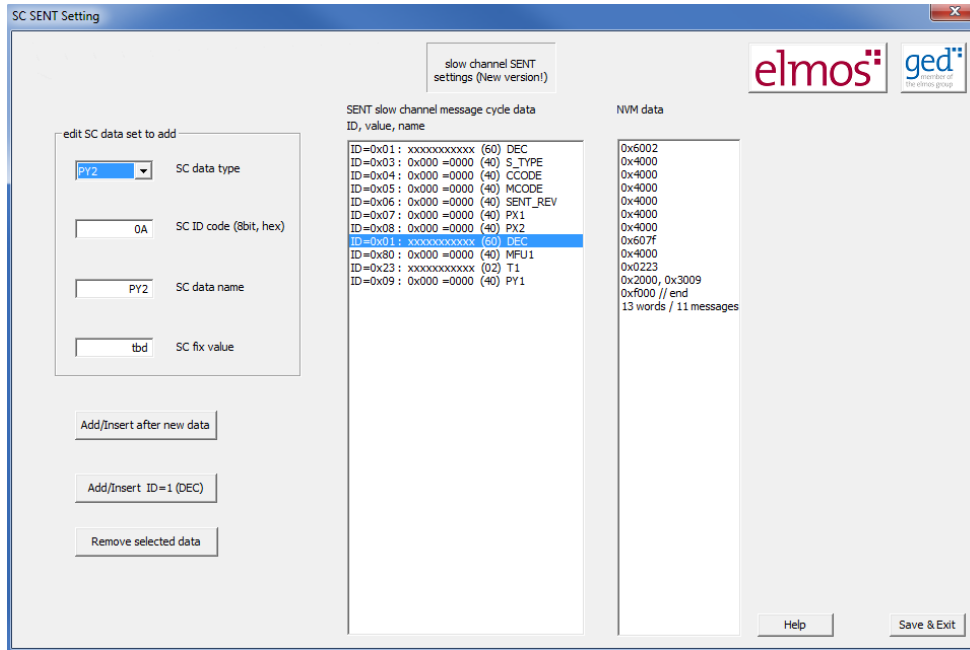 SC SENT Setting
slow channel SENT
settings (New version!)
elmos
ged
member of
the elmos group
SENT slow channel message cycle data
ID, value, name
NVM data
edit SC data set to add
PY2
SC data type
0A
SC ID code (8bit, hex)
PY2
SC data name
tbd
SC fix value
Add/Insert after new data
Add/Insert ID=1 (DEC)
Remove selected data
ID=0x01 : xxxxxxxxxxx (60) DEC
ID=0x03 : 0x000 =0000 (40) S_TYPE
ID=0x04 : 0x000 =0000 (40) CCODE
ID=0x05 : 0x000 =0000 (40) MCODE
ID=0x06 : 0x000 =0000 (40) SENT_REV
ID=0x07 : 0x000 =0000 (40) PX1
ID=0x08 : 0x000 =0000 (40) PX2
ID=0x01 : xxxxxxxxxxx (60) DEC
ID=0x80 : 0x000 =0000 (40) MFU1
ID=0x23 : xxxxxxxxxxx (02) T1
ID=0x09 : 0x000 =0000 (40) PY1
0x6002
0x4000
0x4000
0x4000
0x4000
0x4000
0x4000
0x607f
0x4000
0x0223
0x2000, 0x3009
0xf000 // end
13 words / 11 messages
Help
Save & Exit